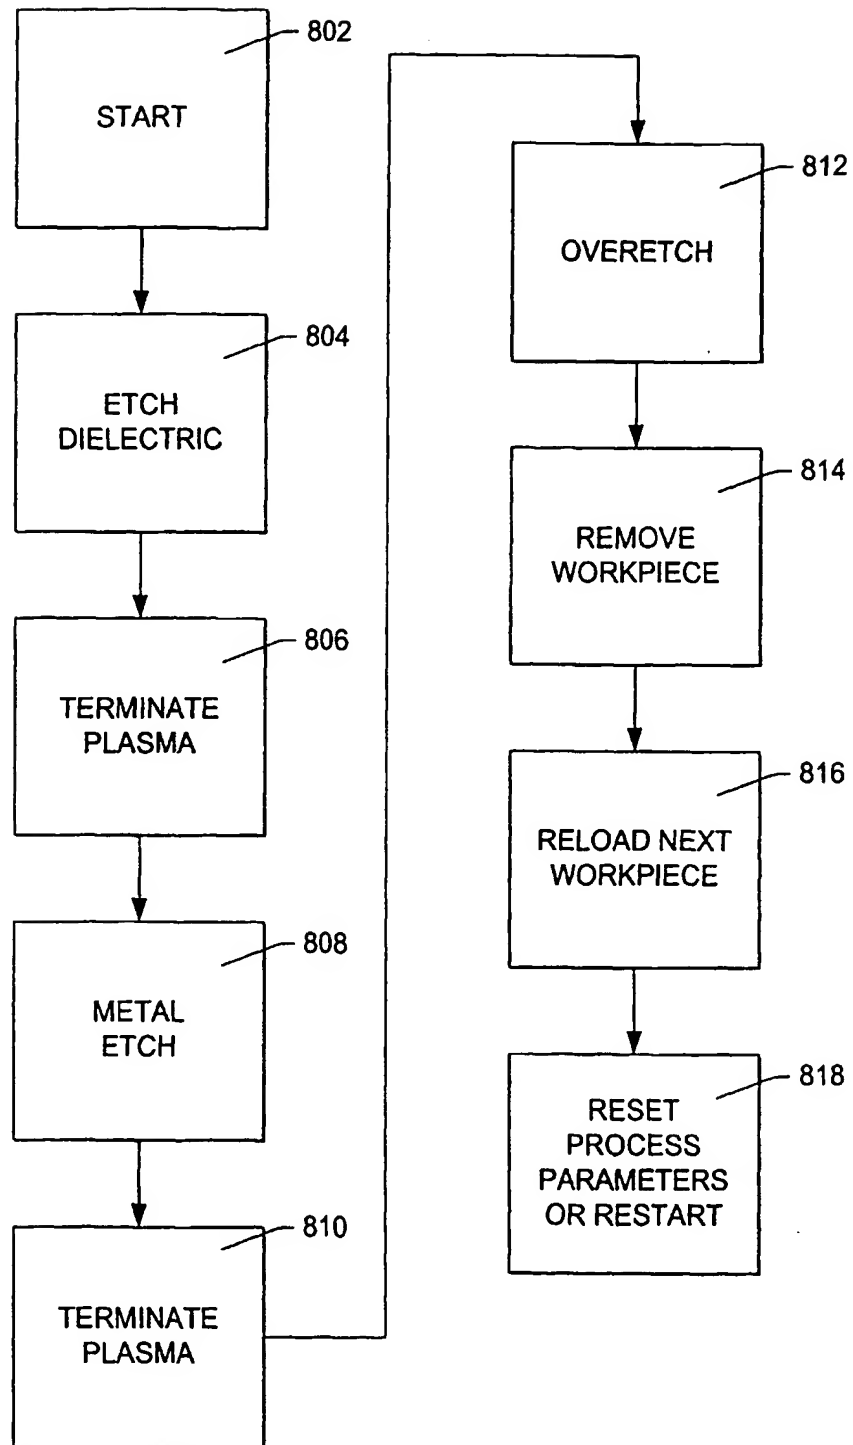 802
START
804
ETCH
DIELECTRIC
806
TERMINATE
PLASMA
808
METAL
ETCH
810
TERMINATE
PLASMA
812
OVERETCH
814
REMOVE
WORKPIECE
816
RELOAD NEXT
WORKPIECE
818
RESET
PROCESS
PARAMETERS
OR RESTART